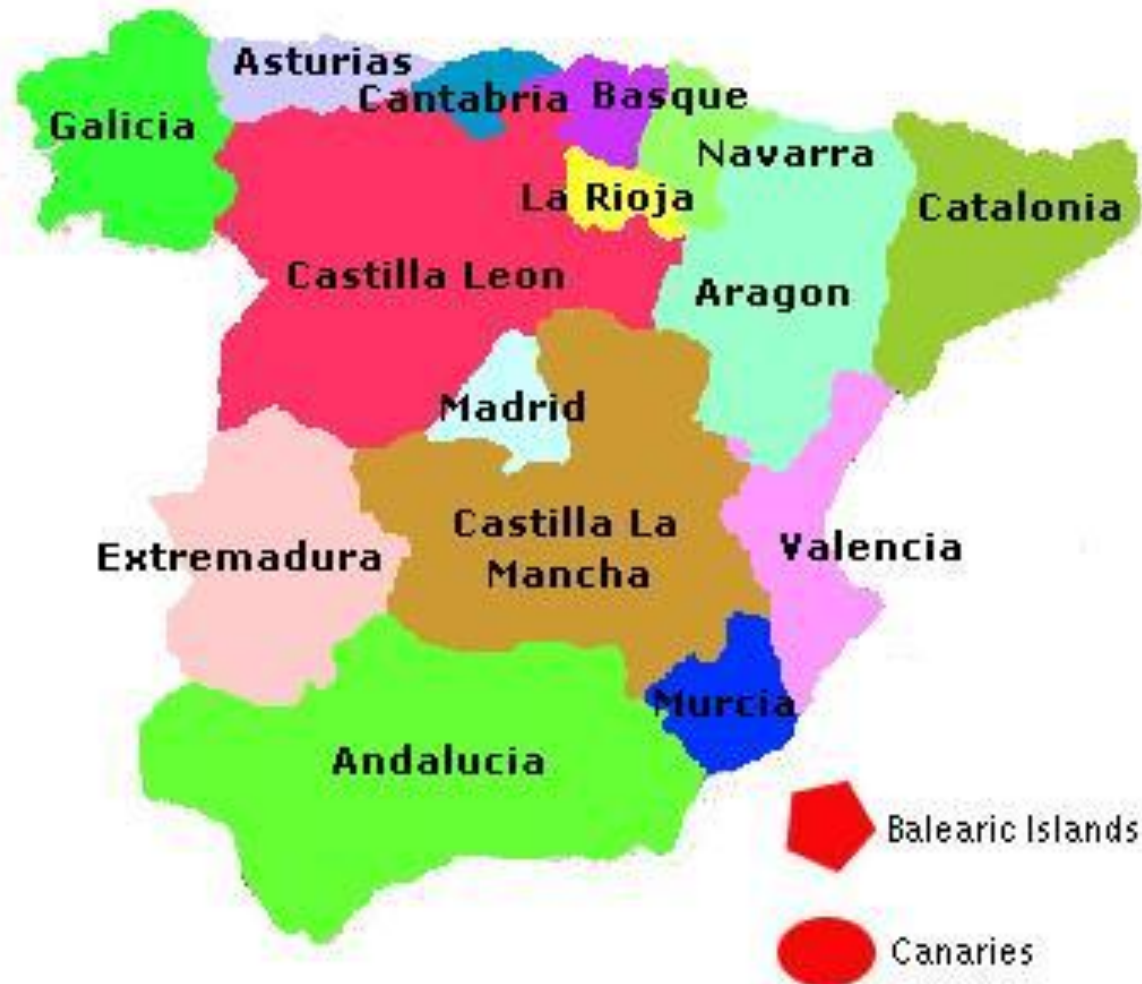 Asturias
Cantabria
Basque
Galicia
Navarra
La Rioja
Catalonia
Castilla Leon
Aragon
Madrid
Castilla La
Mancha
Extremadura
Valencia
Murcia
Andalucia
Balearic Islands
Canaries